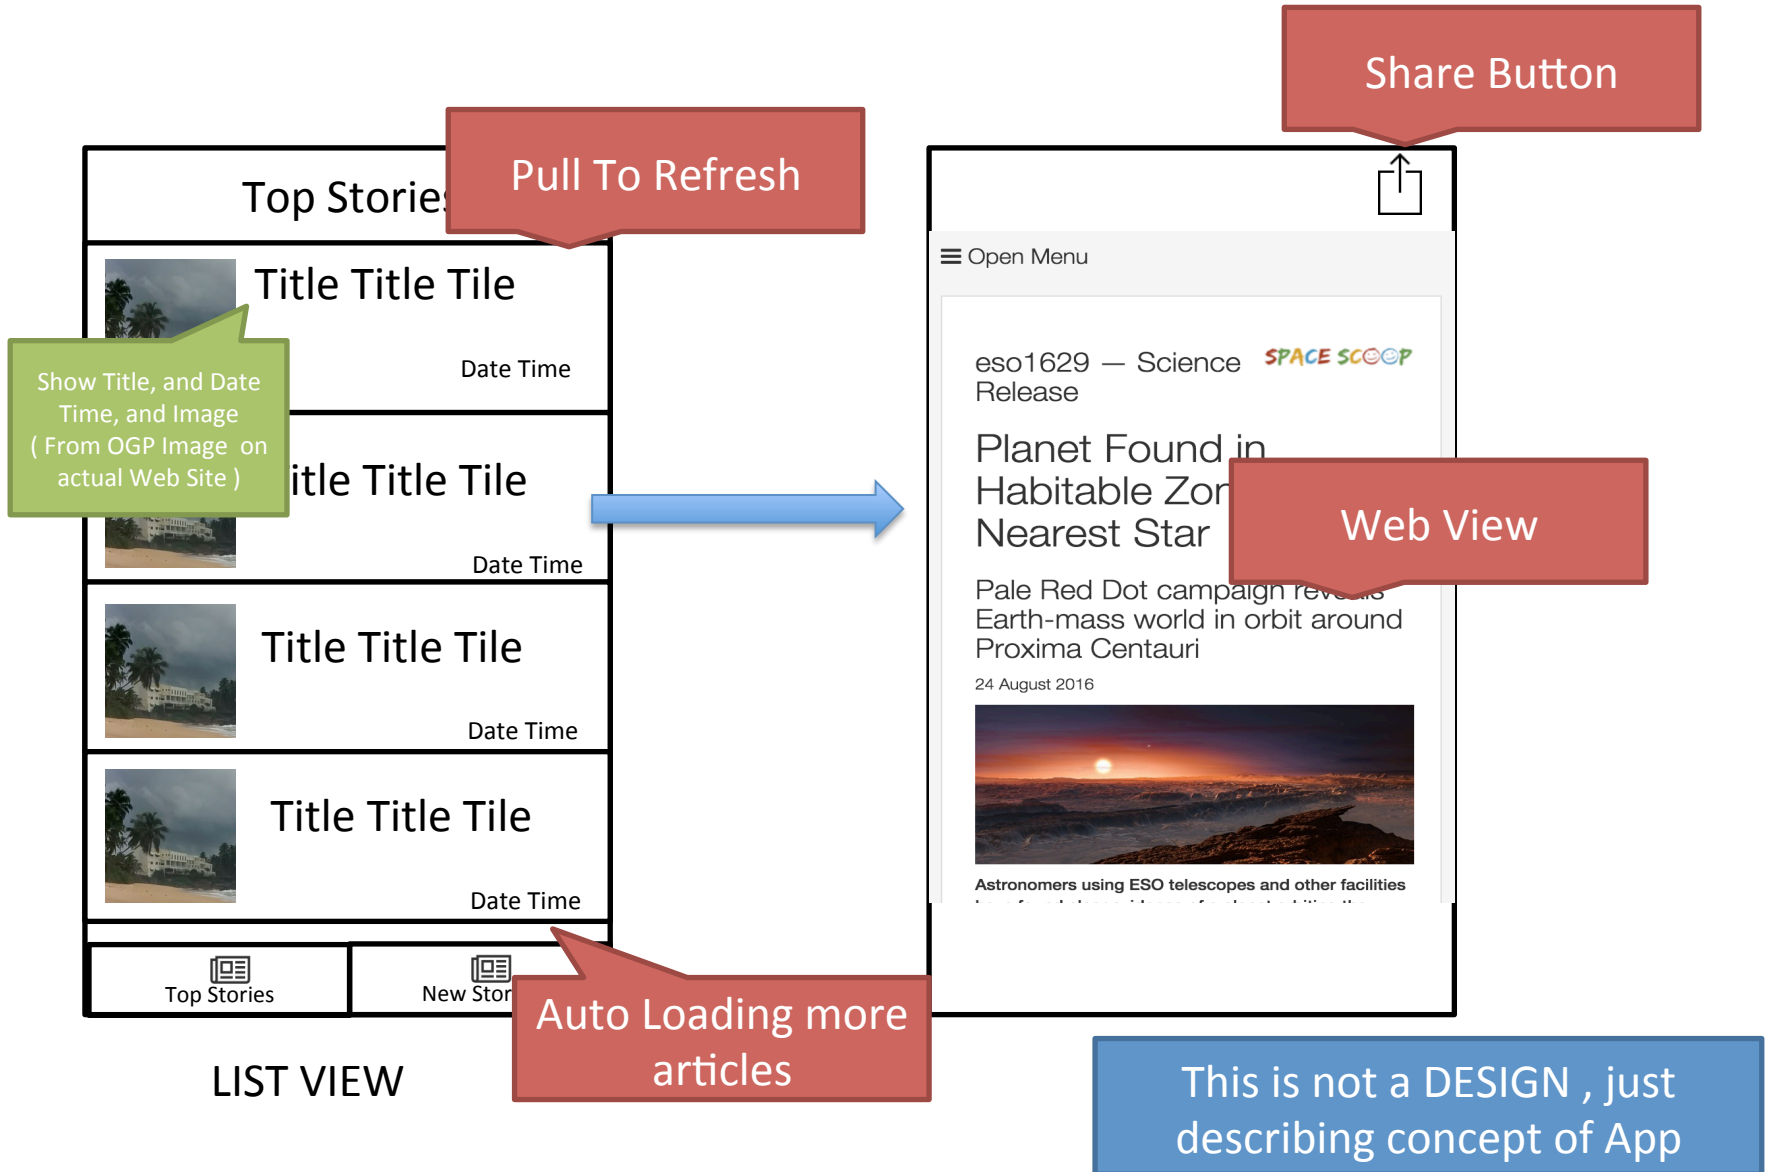 Share Button
Pull To Refresh
Top Stories
Title Title Tile
Date Time
Show Title, and Date
Time, and Image
( From OGP Image on
actual Web Site )
itle Title Tile
Date Time
Title Title Tile
Date Time
Title Title Tile
Date Time
Top Stories
New Stor
Auto Loading more
articles
LIST VIEW
Open Menu
eso1629 — Science
Release
SPACE SCOOP
Planet Found in
Habitable Zon
Nearest Star
Web View
Pale Red Dot campaign reveals
Earth-mass world in orbit around
Proxima Centauri
24 August 2016
Astronomers using ESO telescopes and other facilities
This is not a DESIGN , just
describing concept of App